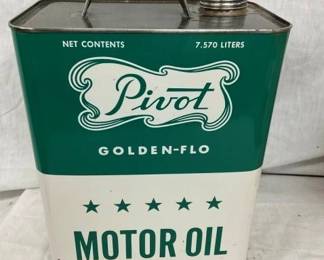 NET CONTENTS 7.570 LITERS
Pivot
GOLDEN-FLO
MOTOR OIL